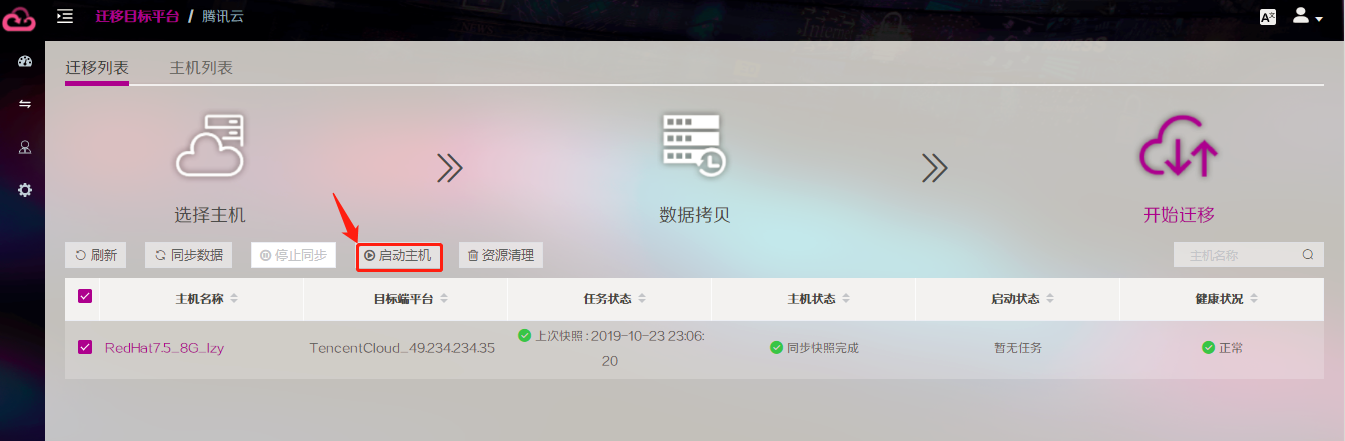 迁移目标平台 / 腾讯云
迁移列表 主机列表
选择主机 数据拷贝 开始迁移
刷新 同步数据 停止同步 启动主机 资源清理 主机名称
主机名称 目标端平台 任务状态 主机状态 启动状态 健康状况
RedHat7.5_8G_lzy TencentCloud_49.234.234.35 上次快照 : 2019-10-23 23:06: 同步快照完成 暂无任务 正常
20